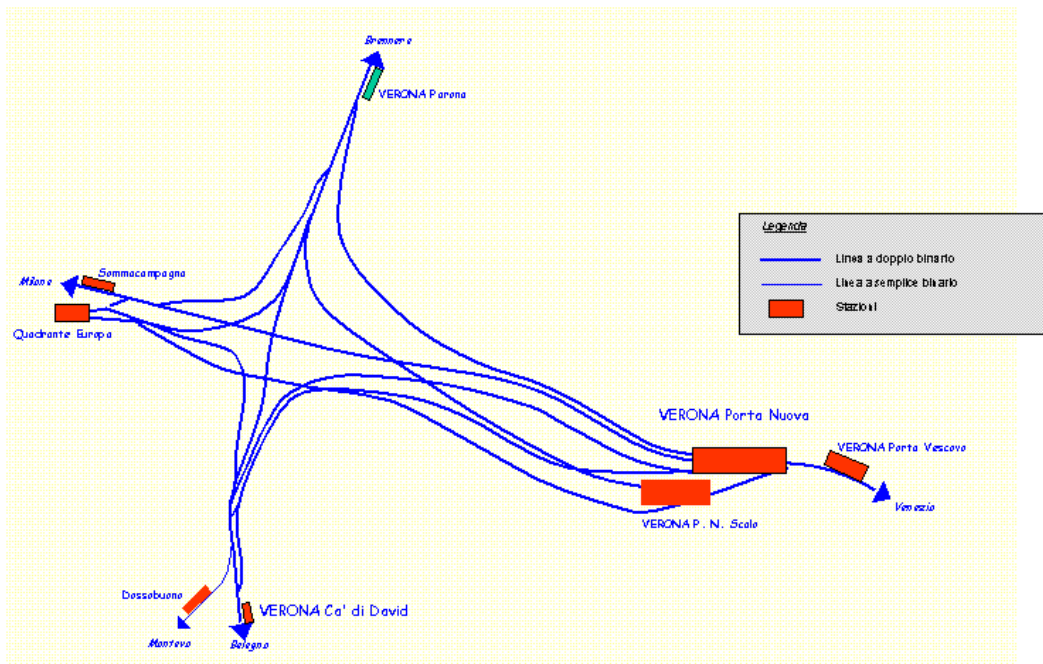 Brennero
VERONA Parona
Legenda
Linea a doppio binario
Linea a semplice binario
Stazioni
Milano
Sommacampagna
Quadrante Europa
VERONA Porta Nuova
VERONA Porta Vescovo
Venezia
VERONA P. N. Scalo
Dossobuono
VERONA Ca' di David
Mantova
Bologna